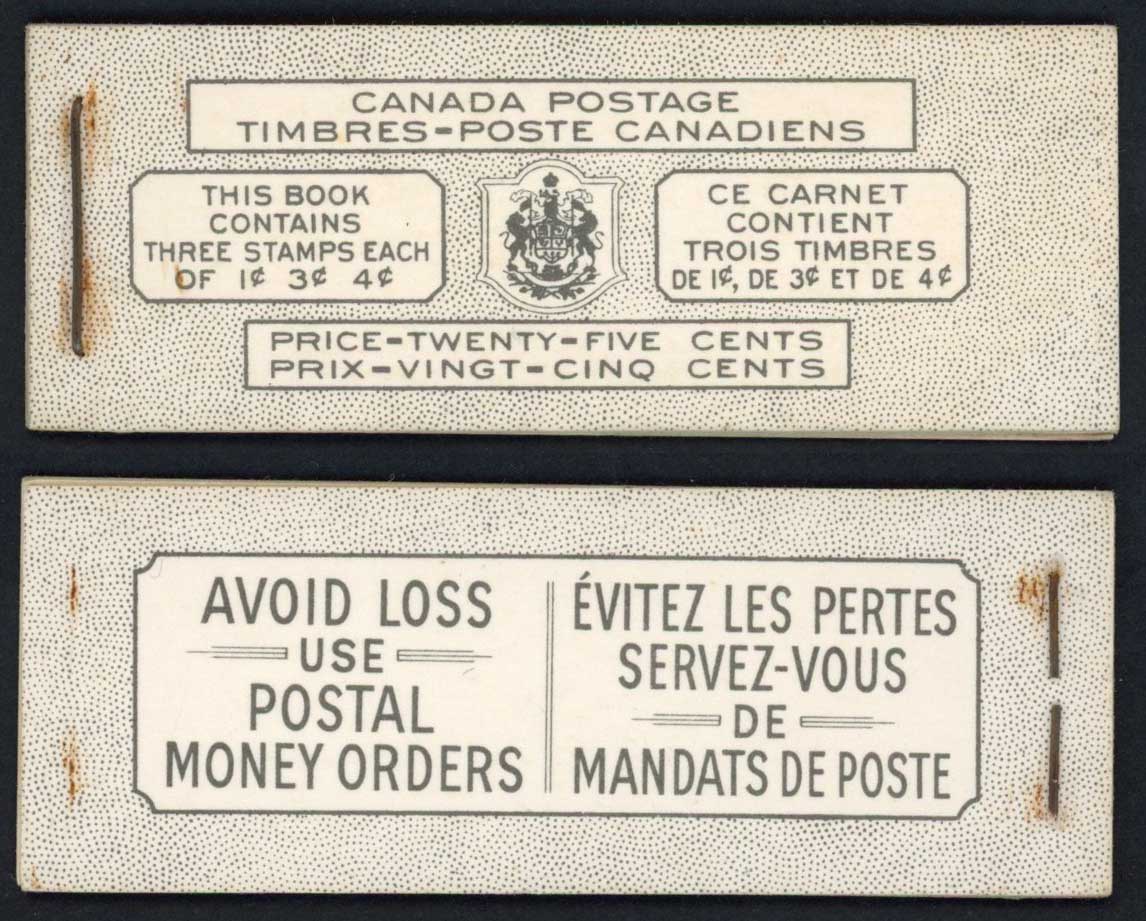 CANADA POSTAGE
TIMBRES-POSTE CANADIENS
THIS BOOK
CONTAINS
THREE STAMPS EACH
OF 1¢ 3¢ 4¢
CE CARNET
CONTIENT
TROIS TIMBRES
DE 1¢, DE 3¢ ET DE 4¢
PRICE-TWENTY-FIVE CENTS
PRIX-VINGT-CINQ CENTS
AVOID LOSS
USE
POSTAL
MONEY ORDERS
ÉVITEZ LES PERTES
SERVEZ-VOUS
DE
MANDATS DE POSTE